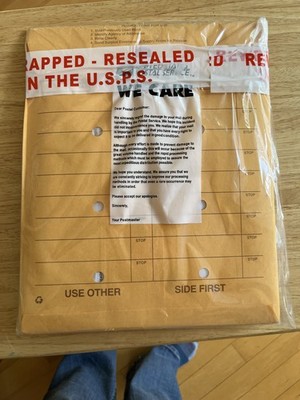 RAPPED - RESEALED
RD - RE
N THE U.S.P.S.
POSTAL SERVICE
WE CARE
Dear Postal Customer:
We sincerely regret the damage to your mail during
handling by the Postal Service. We hope this incident
did not inconvenience you. We realize that your mail
is important to you and that you have every right to
expect it to be delivered in good condition.
Although every effort is made to prevent damage to
the mail, occasionally this will occur because of the
great volume handled and the rapid processing
methods which must be employed to assure the
most expeditious distribution possible.
We hope you understand. We assure you that we
are constantly striving to improve our processing
methods in order that even a rare occurrence may
be eliminated.
Please accept our apologies.
Your Postmaster
STOP
STOP
STOP
STOP
USE OTHER
SIDE FIRST